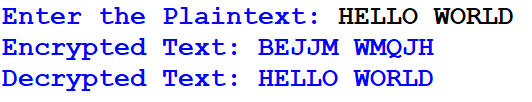 Enter the Plaintext: HELLO WORLD
Encrypted Text: BEJJM WMQJH
Decrypted Text: HELLO WORLD